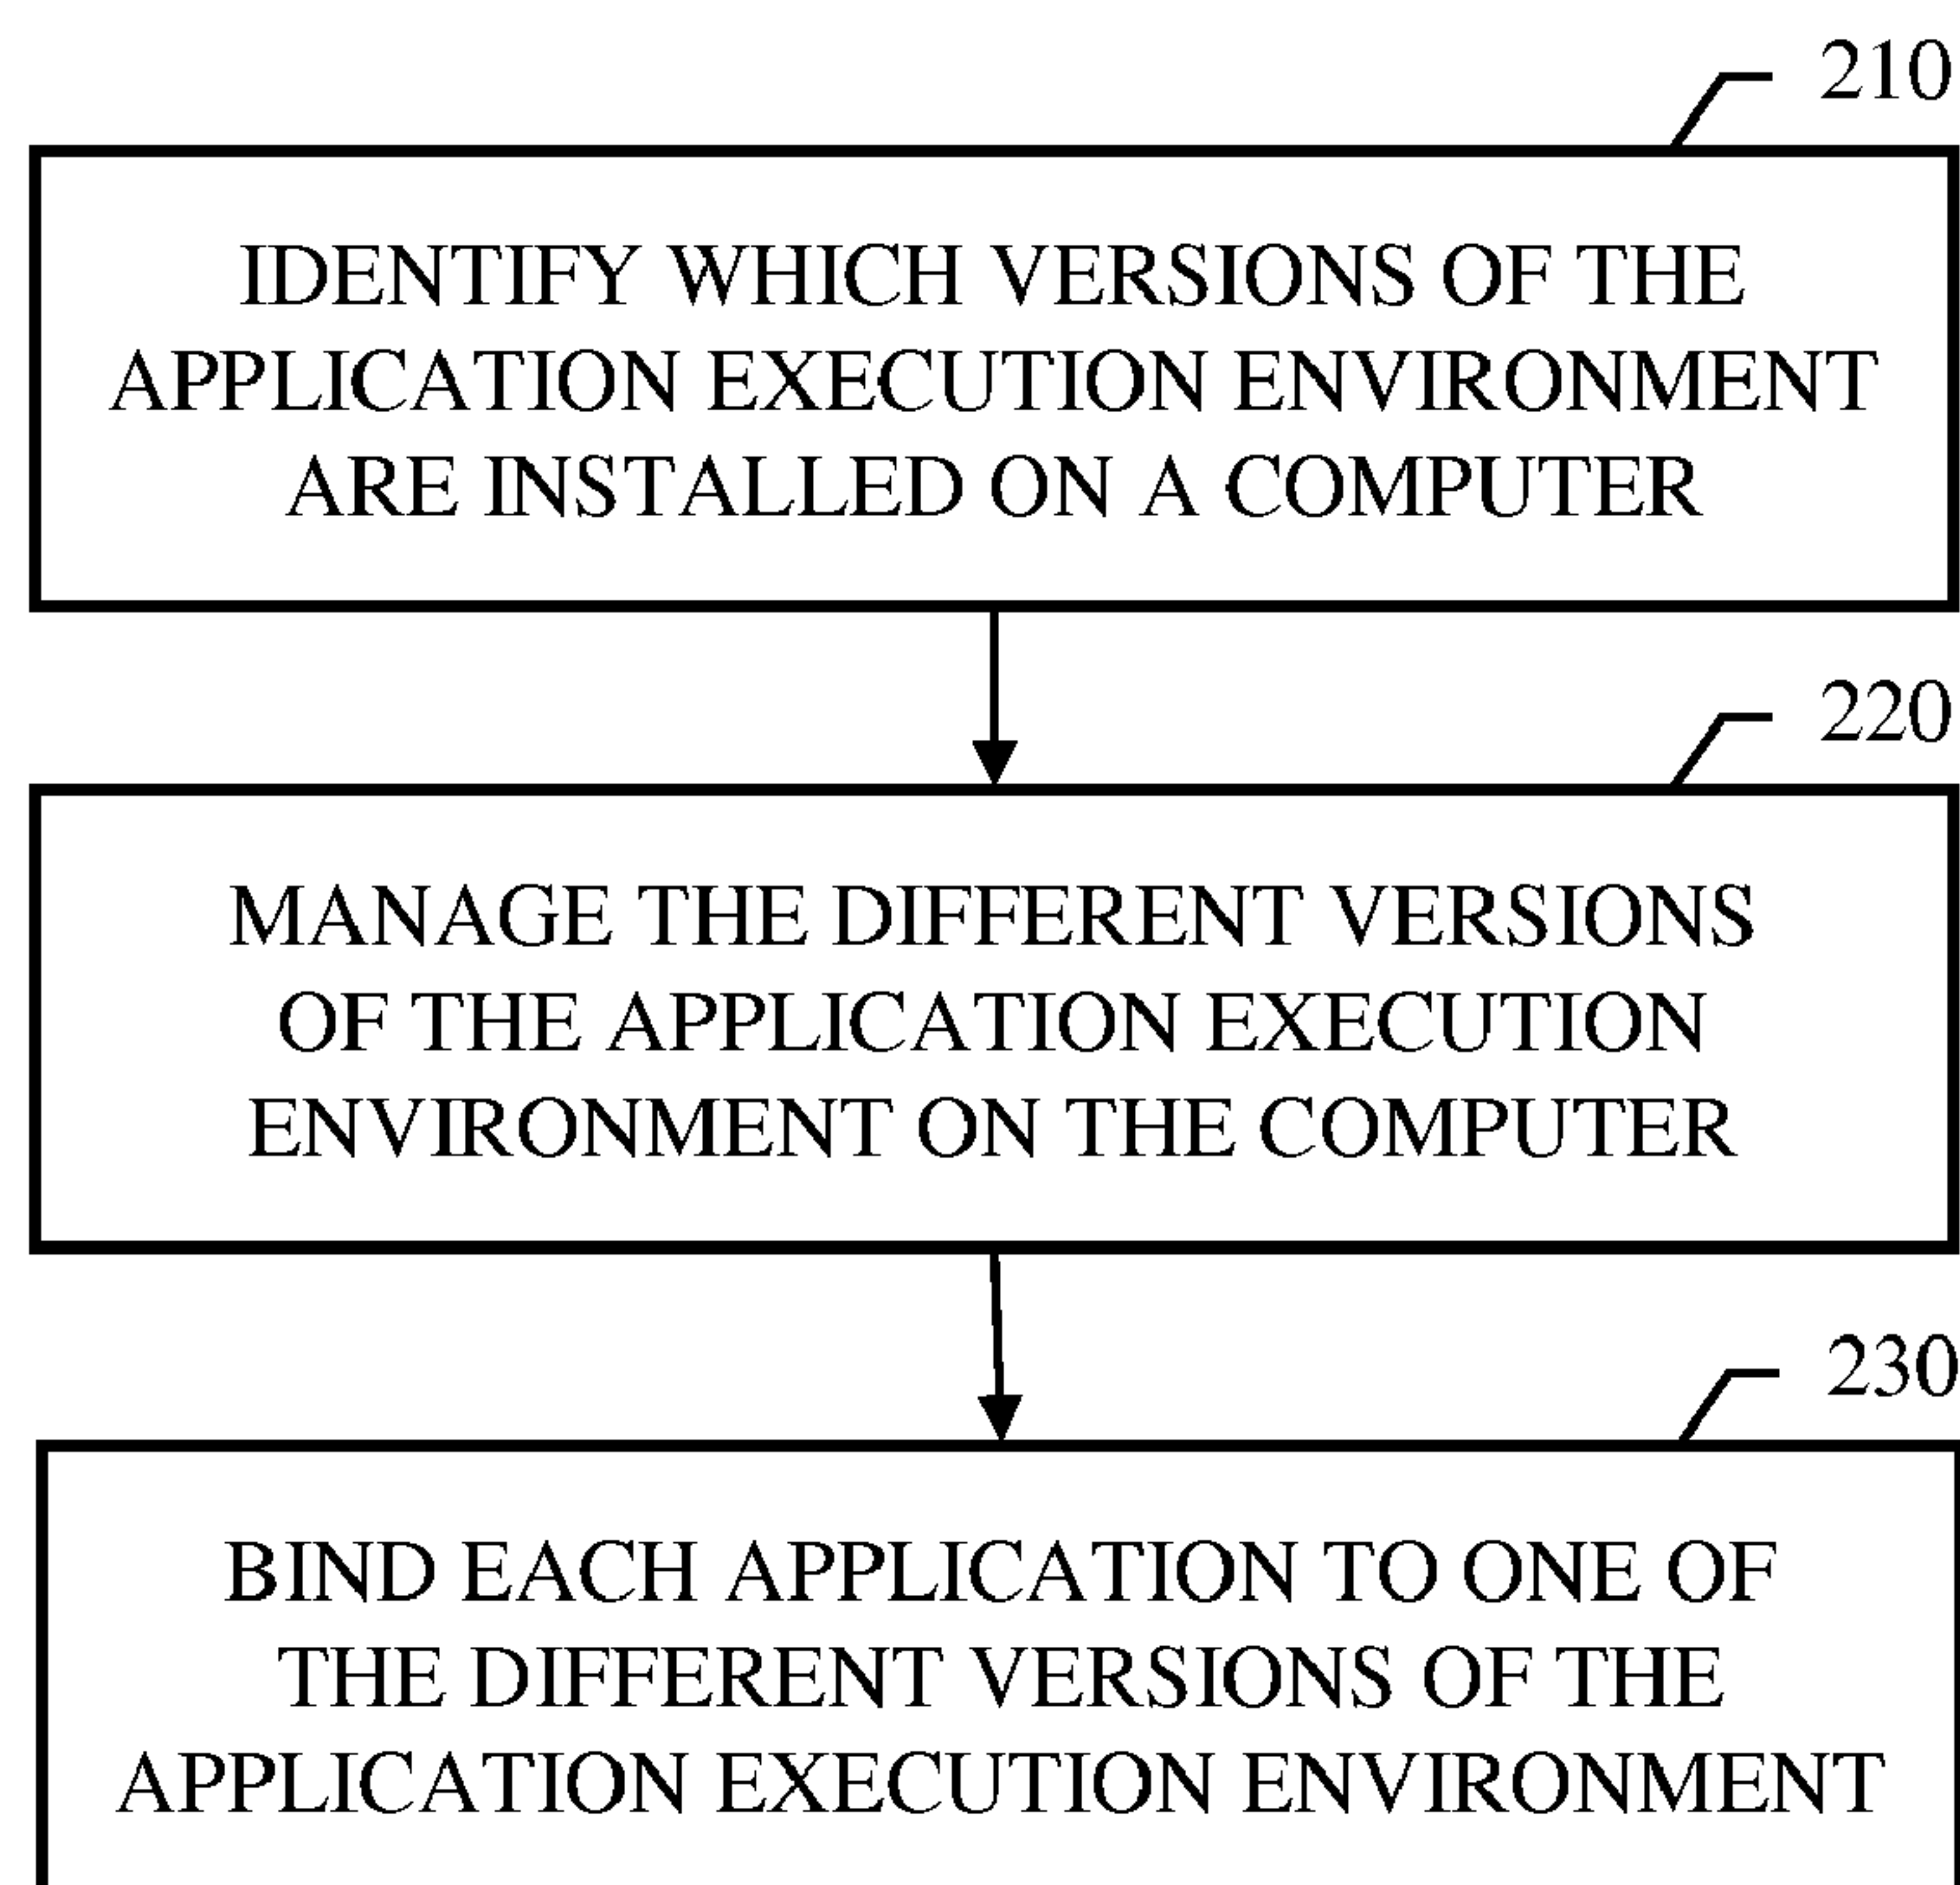 210
IDENTIFY WHICH VERSIONS OF THE
APPLICATION EXECUTION ENVIRONMENT
ARE INSTALLED ON A COMPUTER
220
MANAGE THE DIFFERENT VERSIONS
OF THE APPLICATION EXECUTION
ENVIRONMENT ON THE COMPUTER
230
BIND EACH APPLICATION TO ONE OF
THE DIFFERENT VERSIONS OF THE
APPLICATION EXECUTION ENVIRONMENT